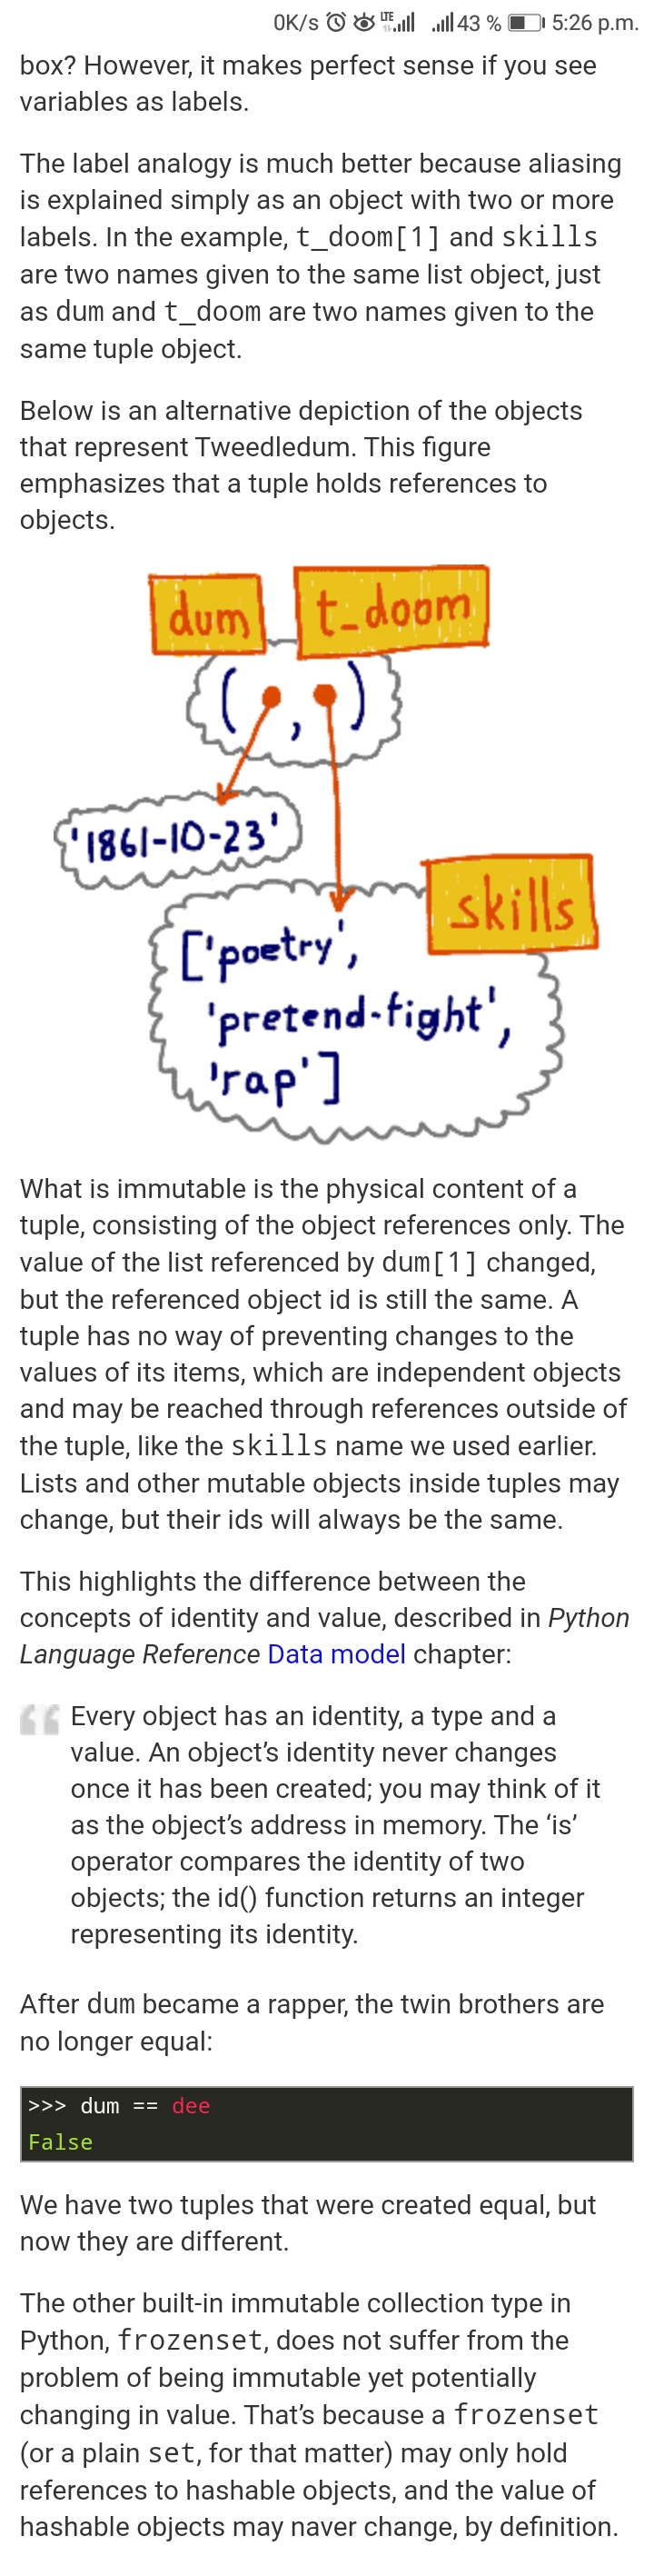 0K/s LTE 43 % 5:26 p.m.
box? However, it makes perfect sense if you see
variables as labels.
The label analogy is much better because aliasing
is explained simply as an object with two or more
labels. In the example, t_doom[1] and skills
are two names given to the same list object, just
as dum and t_doom are two names given to the
same tuple object.
Below is an alternative depiction of the objects
that represent Tweedledum. This figure
emphasizes that a tuple holds references to
objects.
dum t_doom
( , )
'1861-10-23'
skills
['poetry',
'pretend-fight',
'rap']
What is immutable is the physical content of a
tuple, consisting of the object references only. The
value of the list referenced by dum[1] changed,
but the referenced object id is still the same. A
tuple has no way of preventing changes to the
values of its items, which are independent objects
and may be reached through references outside of
the tuple, like the skills name we used earlier.
Lists and other mutable objects inside tuples may
change, but their ids will always be the same.
This highlights the difference between the
concepts of identity and value, described in Python
Language Reference Data model chapter:
“ Every object has an identity, a type and a
value. An object’s identity never changes
once it has been created; you may think of it
as the object’s address in memory. The ‘is’
operator compares the identity of two
objects; the id() function returns an integer
representing its identity.
After dum became a rapper, the twin brothers are
no longer equal:
>>> dum == dee
False
We have two tuples that were created equal, but
now they are different.
The other built-in immutable collection type in
Python, frozenset, does not suffer from the
problem of being immutable yet potentially
changing in value. That’s because a frozenset
(or a plain set, for that matter) may only hold
references to hashable objects, and the value of
hashable objects may naver change, by definition.